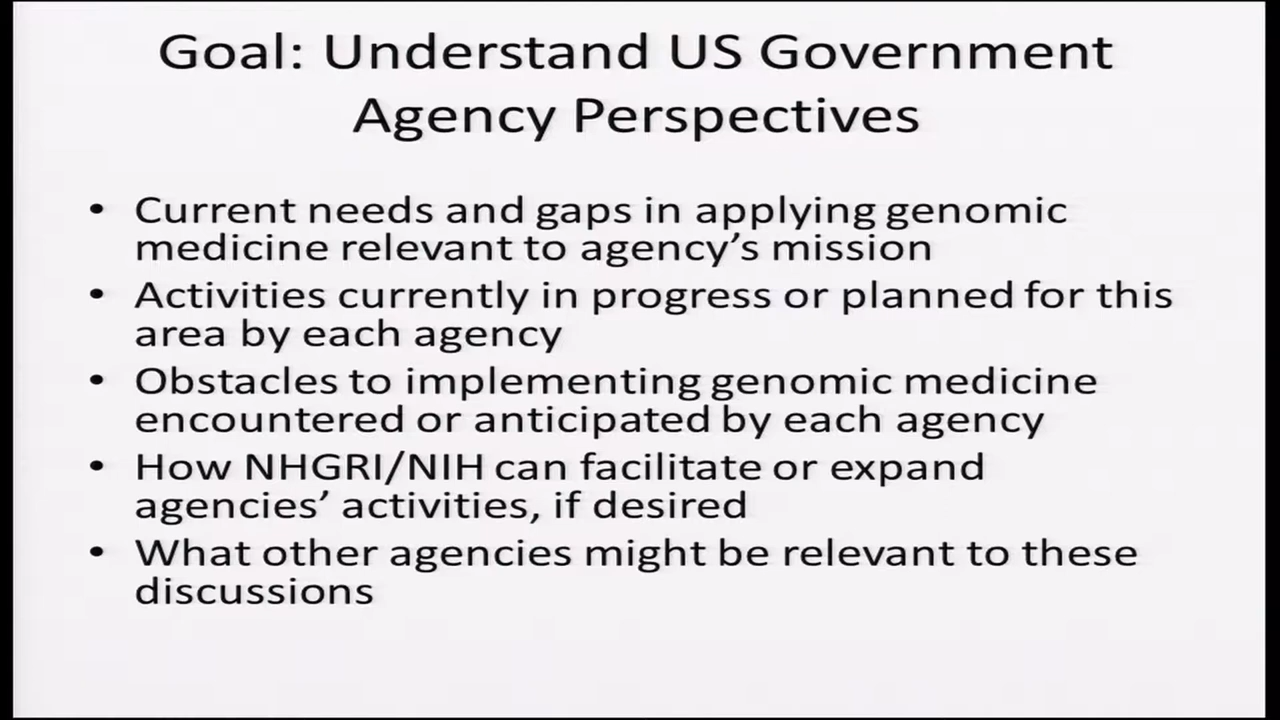 Goal: Understand US Government
Agency Perspectives
• Current needs and gaps in applying genomic
medicine relevant to agency’s mission
• Activities currently in progress or planned for this
area by each agency
• Obstacles to implementing genomic medicine
encountered or anticipated by each agency
• How NHGRI/NIH can facilitate or expand
agencies’ activities, if desired
• What other agencies might be relevant to these
discussions